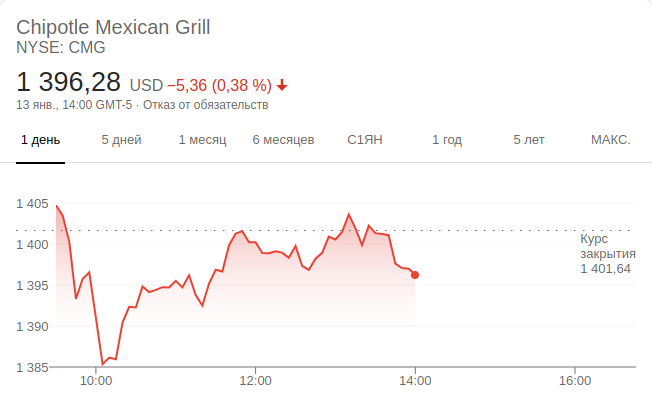 Chipotle Mexican Grill
NYSE: CMG
1 396,28 USD −5,36 (0,38 %)
13 янв., 14:00 GMT-5 · Отказ от обязательств
1 день 5 дней 1 месяц 6 месяцев С1ЯН 1 год 5 лет МАКС.
1 405
1 400
1 395
1 390
1 385
Курс
закрытия
1 401,64
10:00 12:00 14:00 16:00